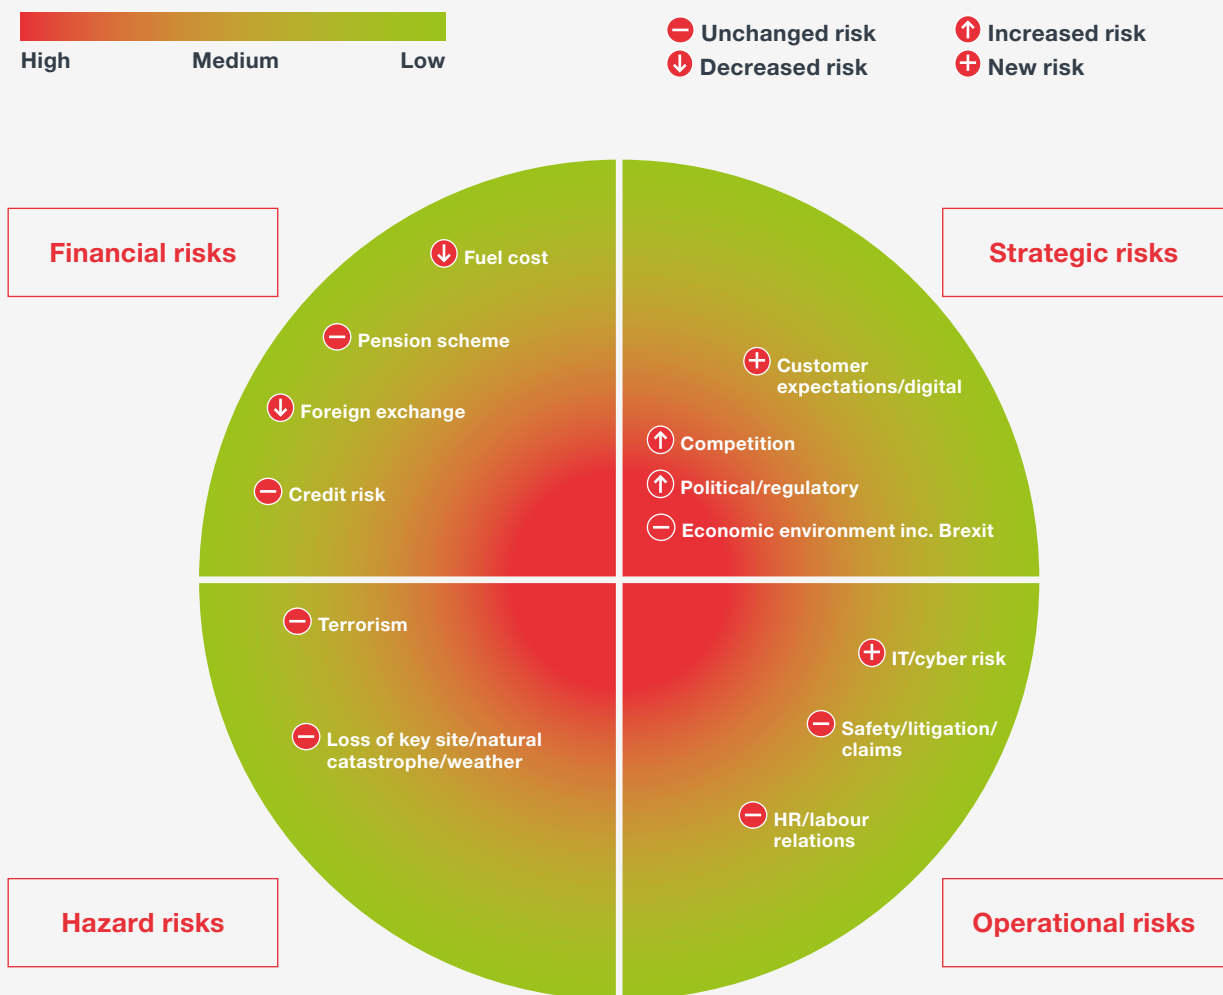 High Medium Low
Unchanged risk
Increased risk
Decreased risk
New risk
Financial risks
Strategic risks
Fuel cost
Pension scheme
Foreign exchange
Credit risk
Customer
expectations/digital
Competition
Political/regulatory
Economic environment inc. Brexit
Terrorism
Loss of key site/natural
catastrophe/weather
IT/cyber risk
Safety/litigation/
claims
HR/labour
relations
Hazard risks
Operational risks